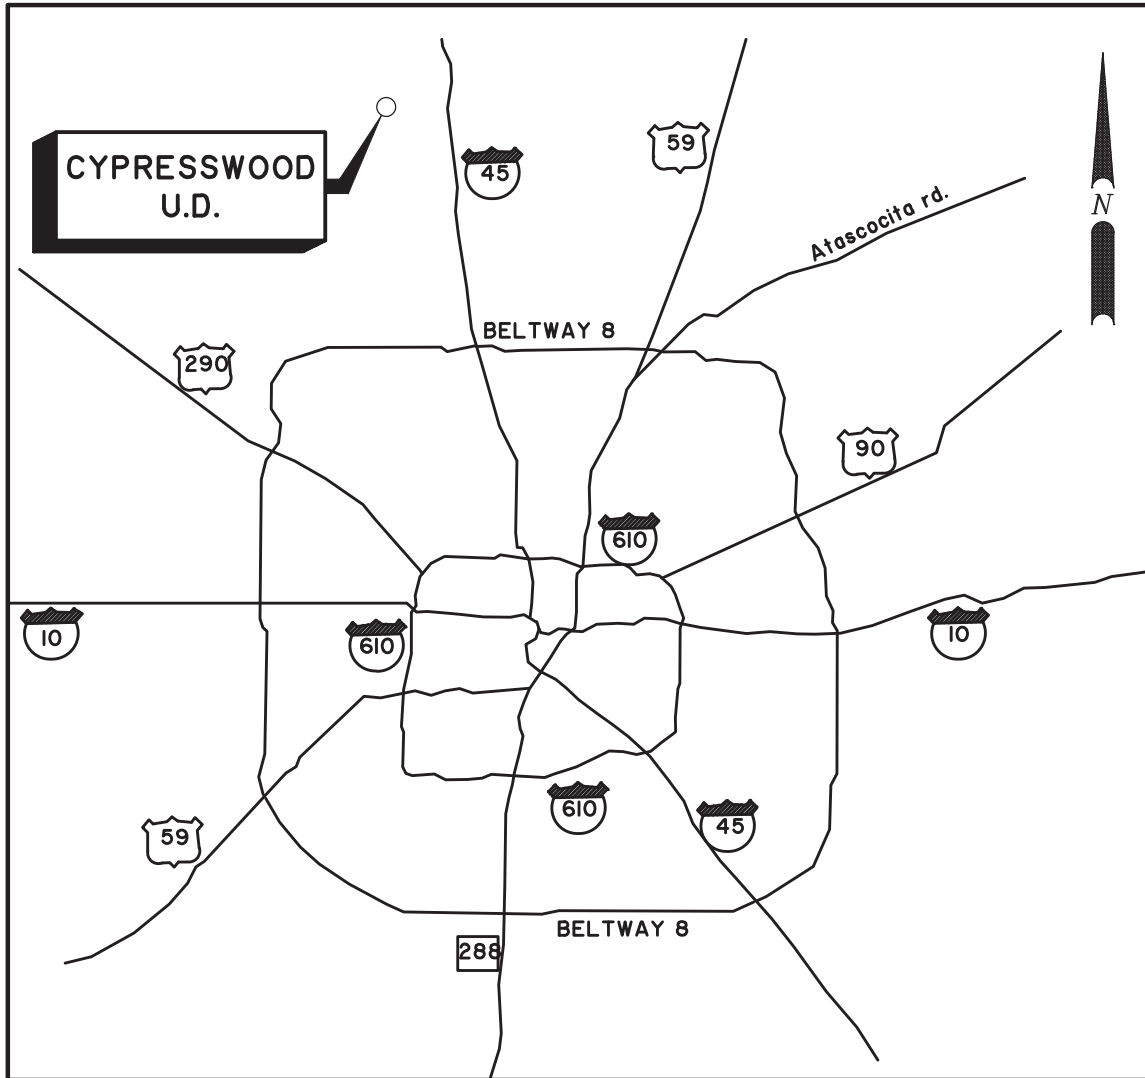 CYPRESSWOOD
U.D.
45
59
Atascocita rd.
N
BELTWAY 8
290
90
610
10
610
10
610
45
59
BELTWAY 8
288